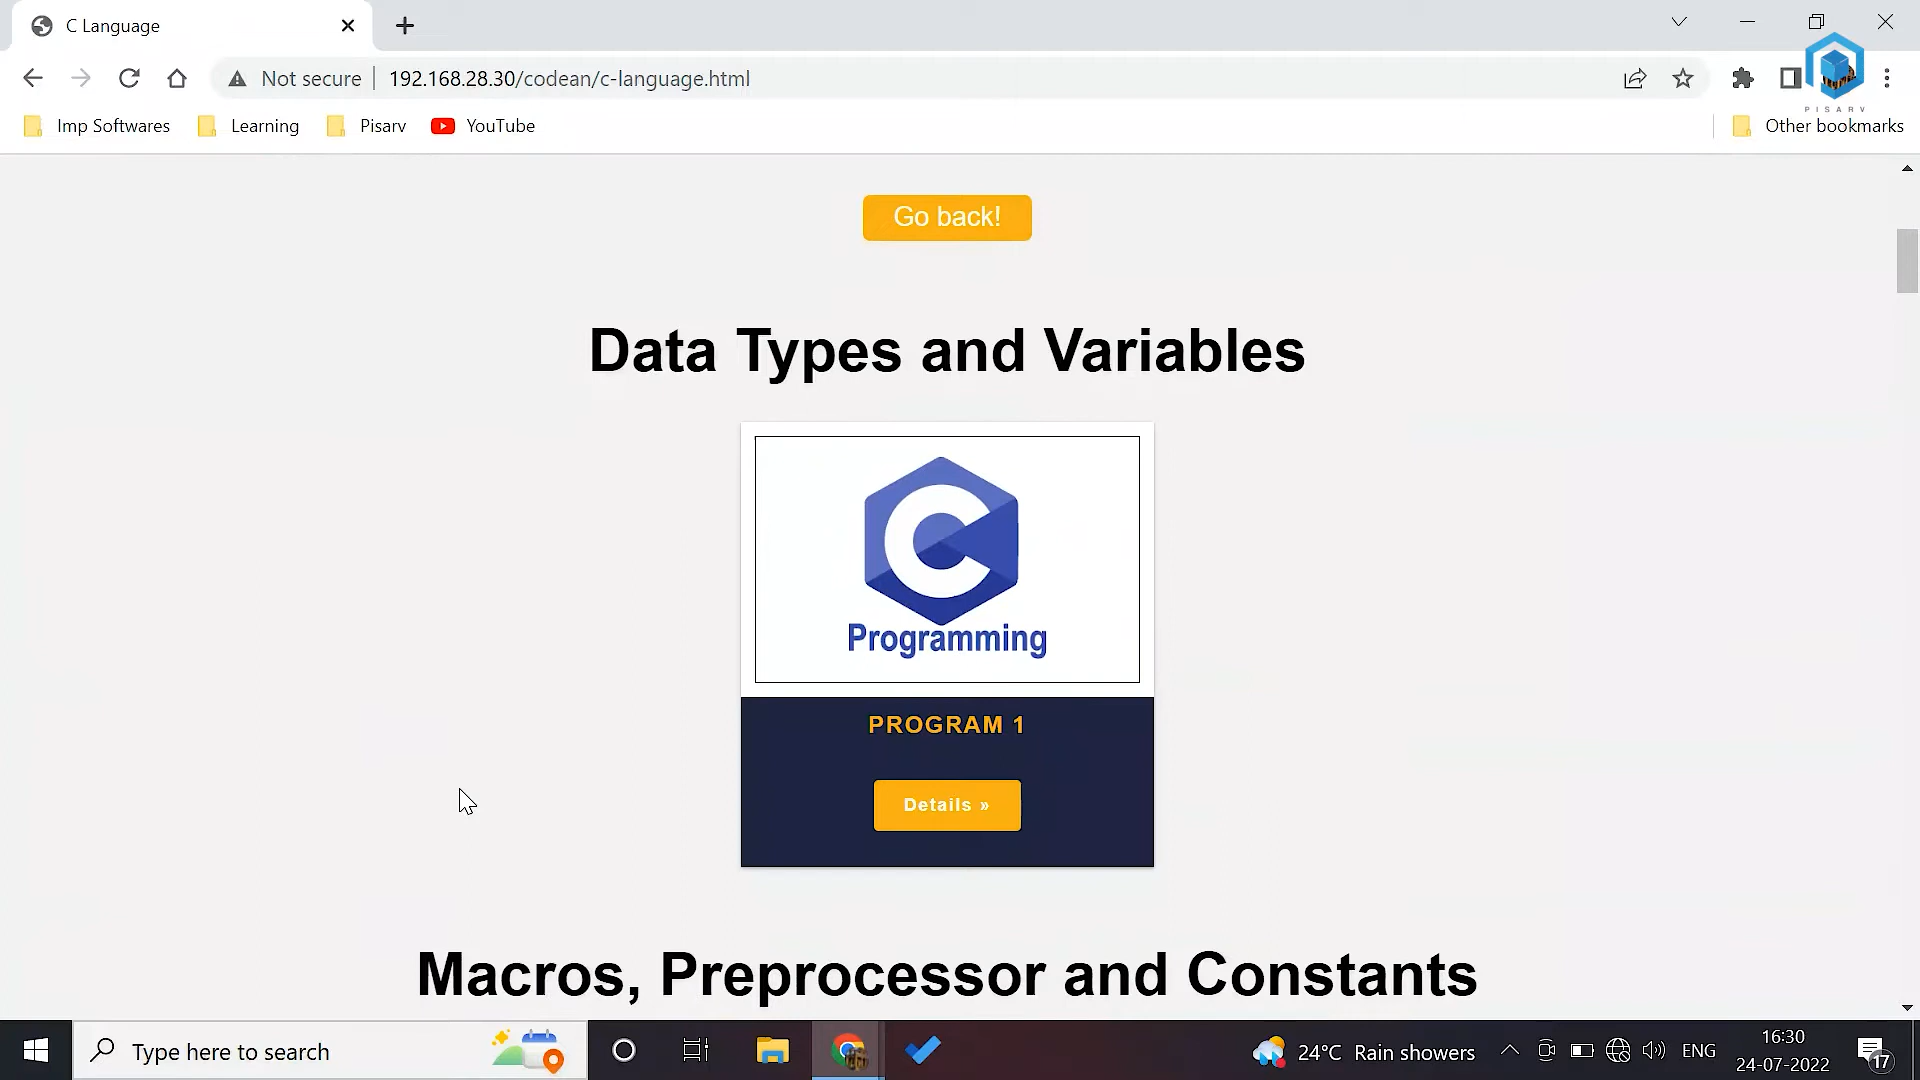 C Language
Not secure
192.168.28.30/codean/c-language.html
PISARV
Imp Softwares
Learning
Pisarv
YouTube
Other bookmarks
Go back!
Data Types and Variables
C
Programming
PROGRAM 1
Details »
Macros, Preprocessor and Constants
Type here to search
24°C Rain showers
ENG
16:30
24-07-2022
17